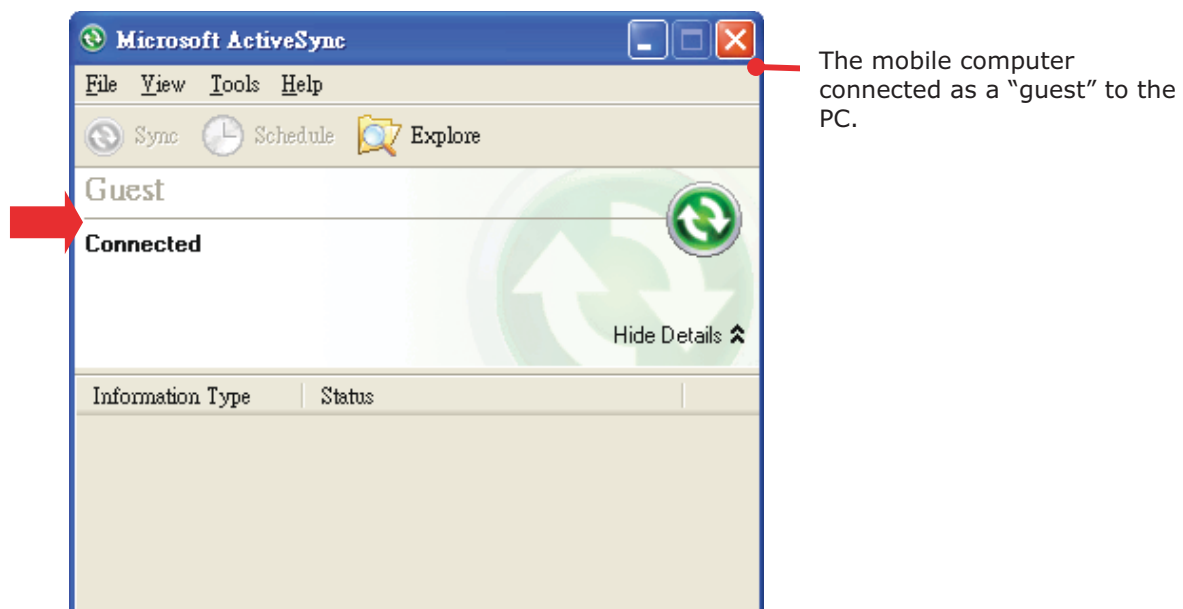 Microsoft ActiveSync
File View Tools Help
Sync Schedule Explore
Guest
Connected
Hide Details
Information Type Status
The mobile computer
connected as a “guest” to the
PC.